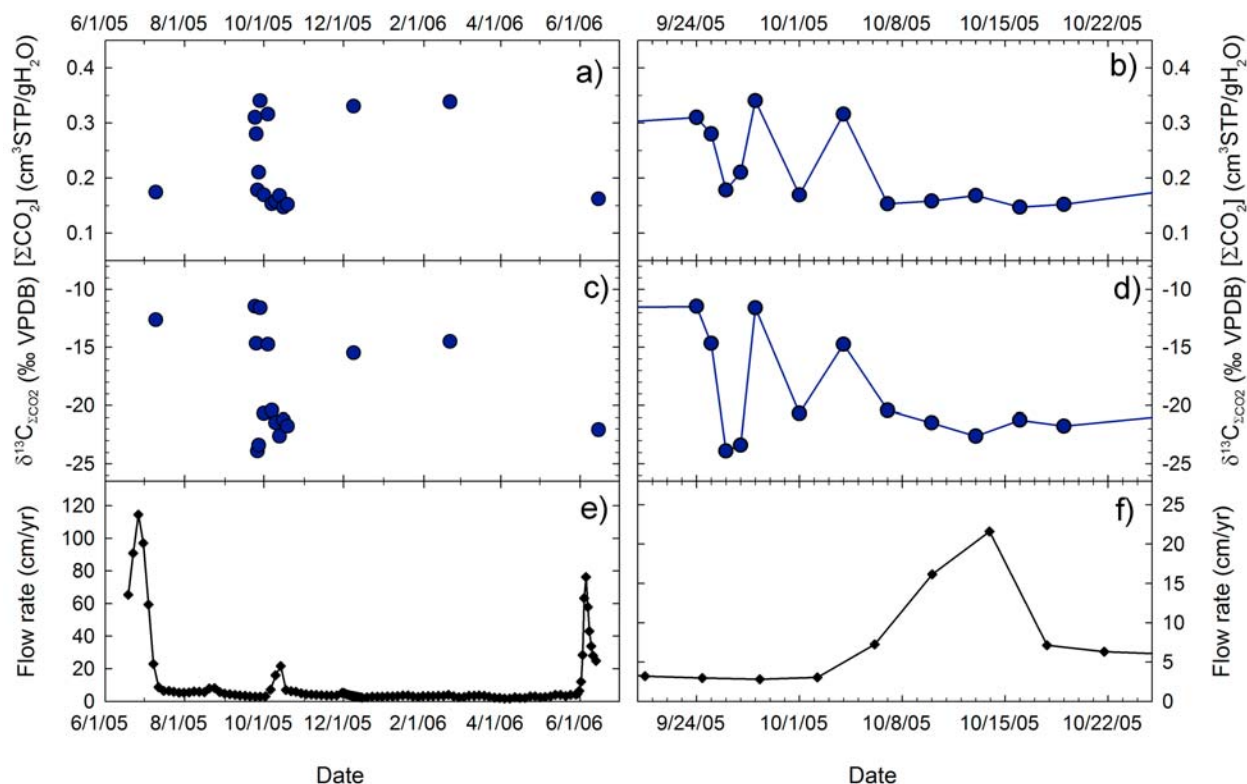 6/1/05 8/1/05 10/1/05 12/1/05 2/1/06 4/1/06 6/1/06
9/24/05 10/1/05 10/8/05 10/15/05 10/22/05
a)
b)
0.4
0.3
0.2
0.1
[ΣCO₂] (cm³STP/gH₂O)
0.4
0.3
0.2
0.1
[ΣCO₂] (cm³STP/gH₂O)
c)
d)
-10
-15
-20
-25
δ¹³C_ΣCO2 (‰ VPDB)
-10
-15
-20
-25
δ¹³C_ΣCO2 (‰ VPDB)
e)
f)
120
100
80
60
40
20
0
Flow rate (cm/yr)
25
20
15
10
5
0
Flow rate (cm/yr)
6/1/05 8/1/05 10/1/05 12/1/05 2/1/06 4/1/06 6/1/06
9/24/05 10/1/05 10/8/05 10/15/05 10/22/05
Date
Date